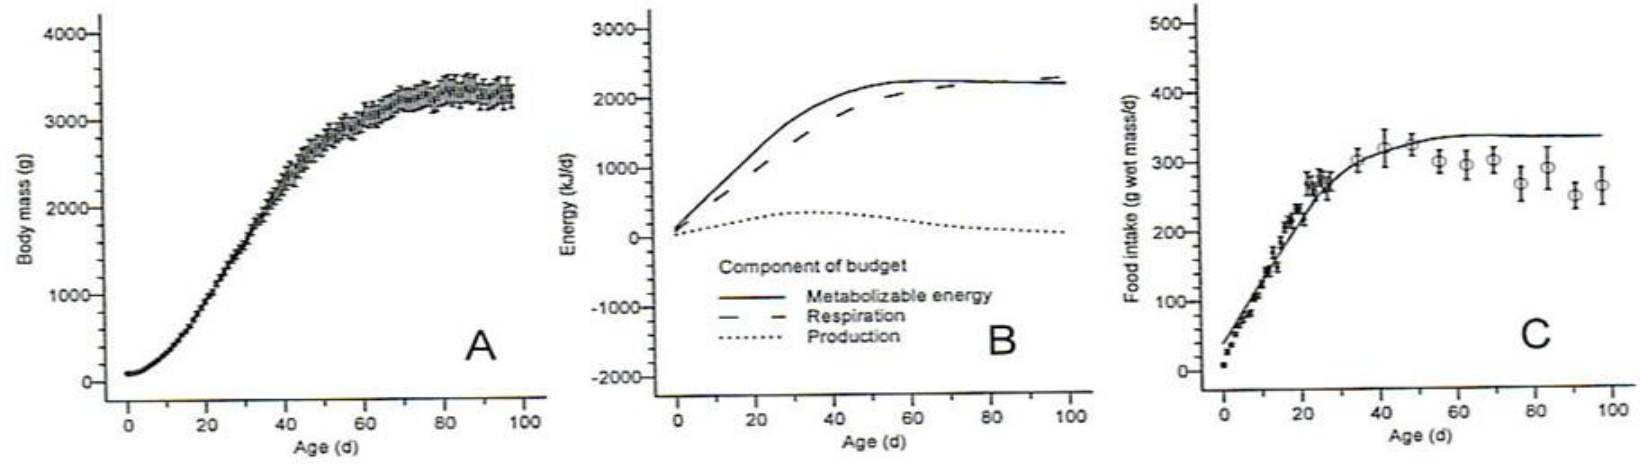 4000
3000
2000
1000
0
Body mass (g)
0 20 40 60 80 100
Age (d)
A
3000
2000
1000
0
-1000
-2000
Energy (kJ/d)
Component of budget
Metabolizable energy
Respiration
Production
0 20 40 60 80 100
Age (d)
B
500
400
300
200
100
0
Food intake (g wet mass/d)
0 20 40 60 80 100
Age (d)
C